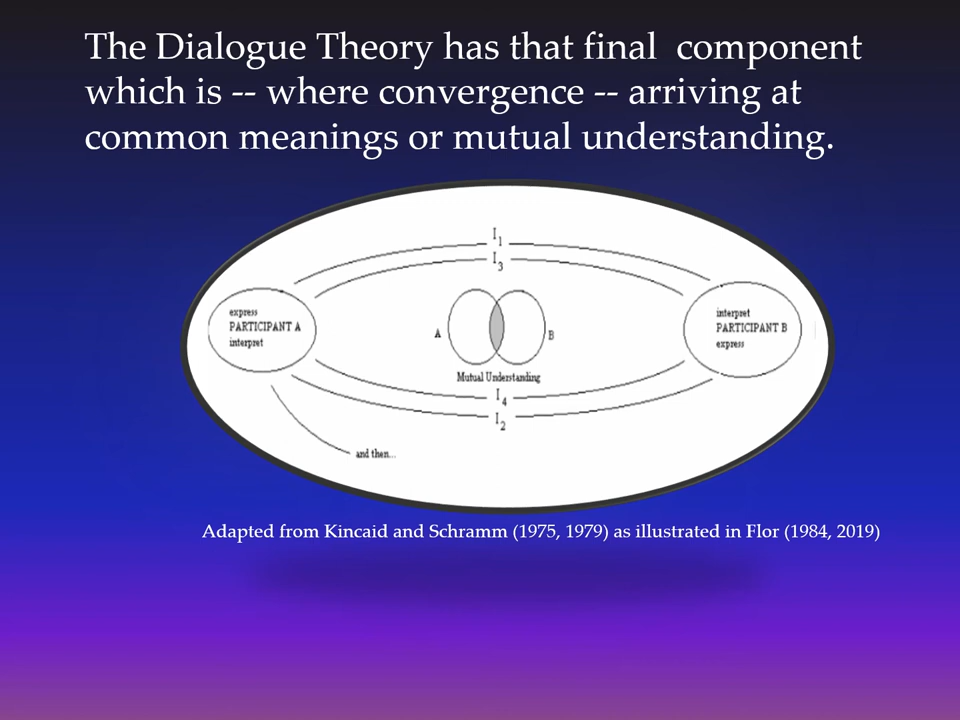 The Dialogue Theory has that final  component
which is -- where convergence -- arriving at
common meanings or mutual understanding.
I1
I3
express
PARTICIPANT A
interpret
A
B
interpret
PARTICIPANT B
express
Mutual Understanding
I4
I2
and then...
Adapted from Kincaid and Schramm (1975, 1979) as illustrated in Flor (1984, 2019)